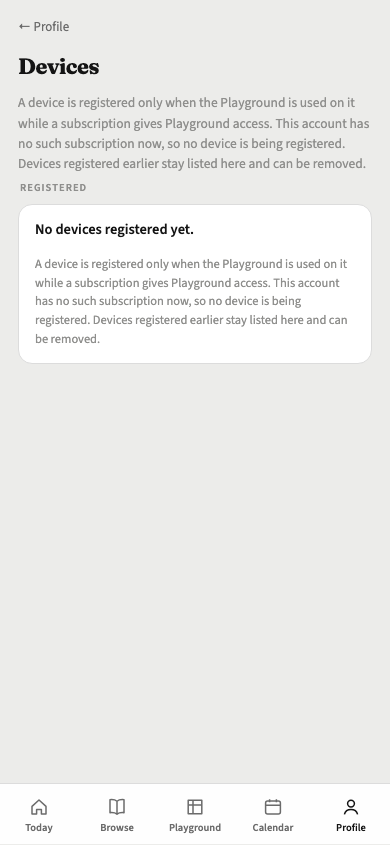 ← Profile
Devices
A device is registered only when the Playground is used on it
while a subscription gives Playground access. This account has
no such subscription now, so no device is being registered.
Devices registered earlier stay listed here and can be removed.
REGISTERED
No devices registered yet.
A device is registered only when the Playground is used on it
while a subscription gives Playground access. This account
has no such subscription now, so no device is being
registered. Devices registered earlier stay listed here and can
be removed.
Today Browse Playground Calendar Profile